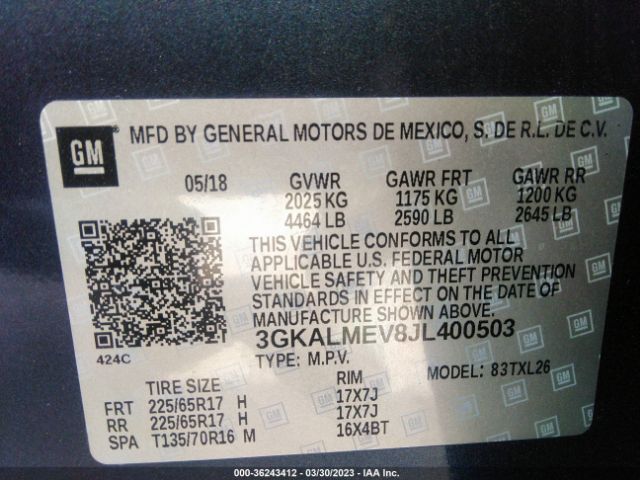 GM
MFD BY GENERAL MOTORS DE MEXICO, S. DE R.L. DE C.V.
05/18 GVWR GAWR FRT GAWR RR
2025 KG 1175 KG 1200 KG
4464 LB 2590 LB 2645 LB
THIS VEHICLE CONFORMS TO ALL
APPLICABLE U.S. FEDERAL MOTOR
VEHICLE SAFETY AND THEFT PREVENTION
STANDARDS IN EFFECT ON THE DATE OF
MANUFACTURE SHOWN ABOVE.
3GKALMEV8JL400503
424C TYPE: M.P.V. MODEL: 83TXL26
TIRE SIZE RIM
FRT 225/65R17 H 17X7J
RR 225/65R17 H 17X7J
SPA T135/70R16 M 16X4BT
000-36243412 — 03/30/2023 — IAA Inc.